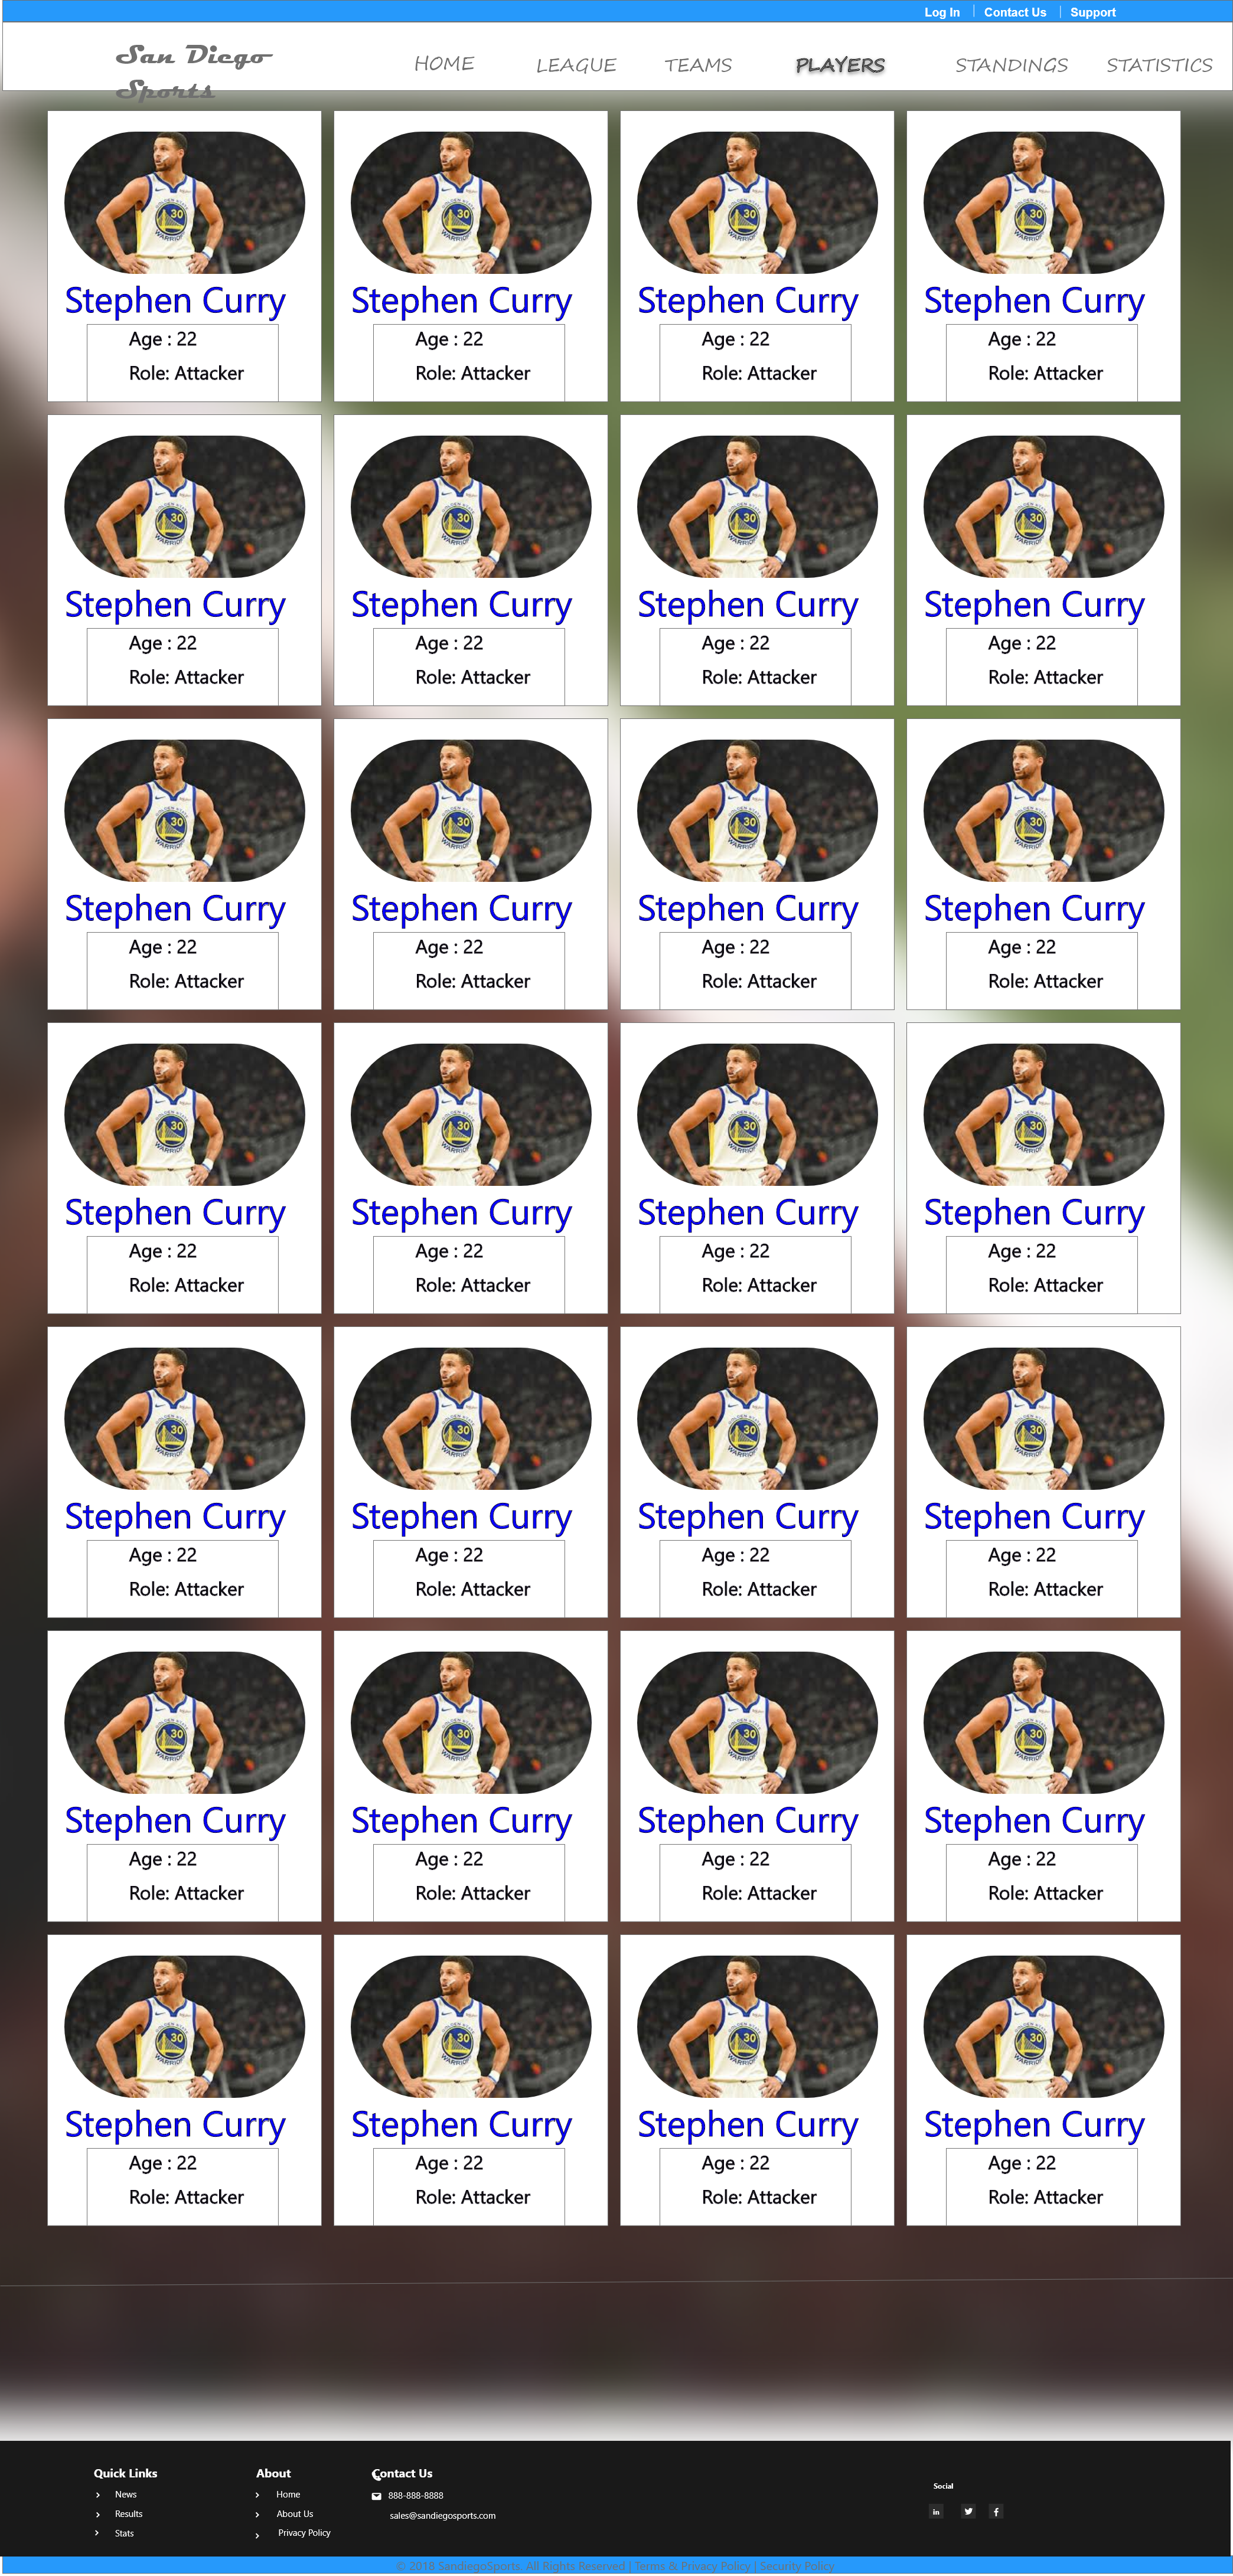 Log In | Contact Us | Support
San Diego
Sports
HOME LEAGUE TEAMS PLAYERS STANDINGS STATISTICS
Stephen Curry Stephen Curry Stephen Curry Stephen Curry
Age : 22 Age : 22 Age : 22 Age : 22
Role: Attacker Role: Attacker Role: Attacker Role: Attacker
Stephen Curry Stephen Curry Stephen Curry Stephen Curry
Age : 22 Age : 22 Age : 22 Age : 22
Role: Attacker Role: Attacker Role: Attacker Role: Attacker
Stephen Curry Stephen Curry Stephen Curry Stephen Curry
Age : 22 Age : 22 Age : 22 Age : 22
Role: Attacker Role: Attacker Role: Attacker Role: Attacker
Stephen Curry Stephen Curry Stephen Curry Stephen Curry
Age : 22 Age : 22 Age : 22 Age : 22
Role: Attacker Role: Attacker Role: Attacker Role: Attacker
Stephen Curry Stephen Curry Stephen Curry Stephen Curry
Age : 22 Age : 22 Age : 22 Age : 22
Role: Attacker Role: Attacker Role: Attacker Role: Attacker
Stephen Curry Stephen Curry Stephen Curry Stephen Curry
Age : 22 Age : 22 Age : 22 Age : 22
Role: Attacker Role: Attacker Role: Attacker Role: Attacker
Stephen Curry Stephen Curry Stephen Curry Stephen Curry
Age : 22 Age : 22 Age : 22 Age : 22
Role: Attacker Role: Attacker Role: Attacker Role: Attacker
Quick Links
News
Results
Stats
About
Home
About Us
Privacy Policy
Contact Us
888-888-8888
sales@sandiegosports.com
Social
© 2018 SandiegoSports. All Rights Reserved | Terms & Privacy Policy | Security Policy